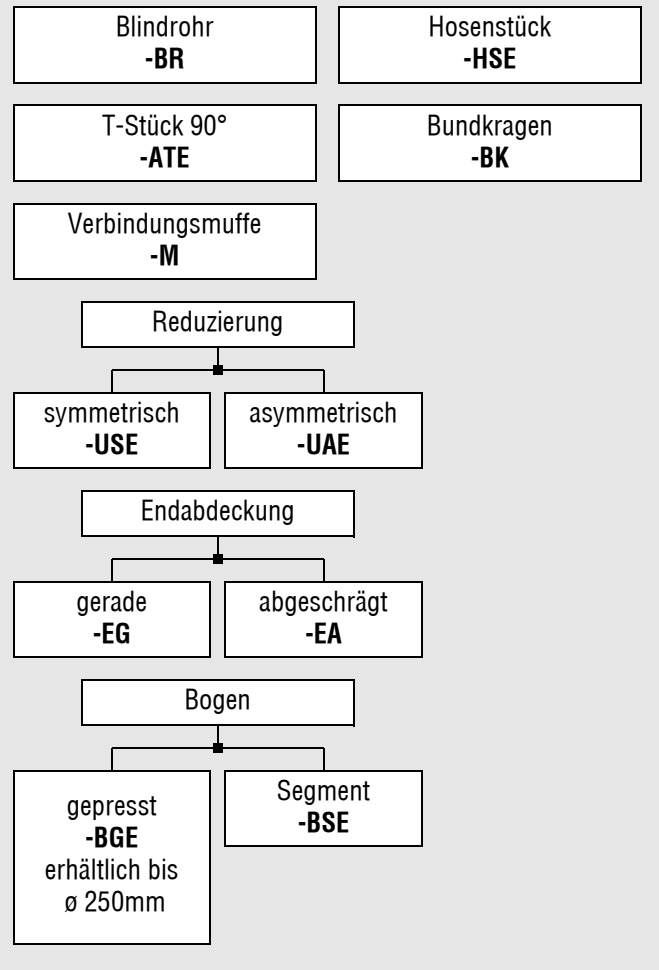 Blindrohr
-BR
Hosenstück
-HSE
T-Stück 90°
-ATE
Bundkragen
-BK
Verbindungsmuffe
-M
Reduzierung
symmetrisch
-USE
asymmetrisch
-UAE
Endabdeckung
gerade
-EG
abgeschrägt
-EA
Bogen
gepresst
-BGE
erhältlich bis
ø 250mm
Segment
-BSE